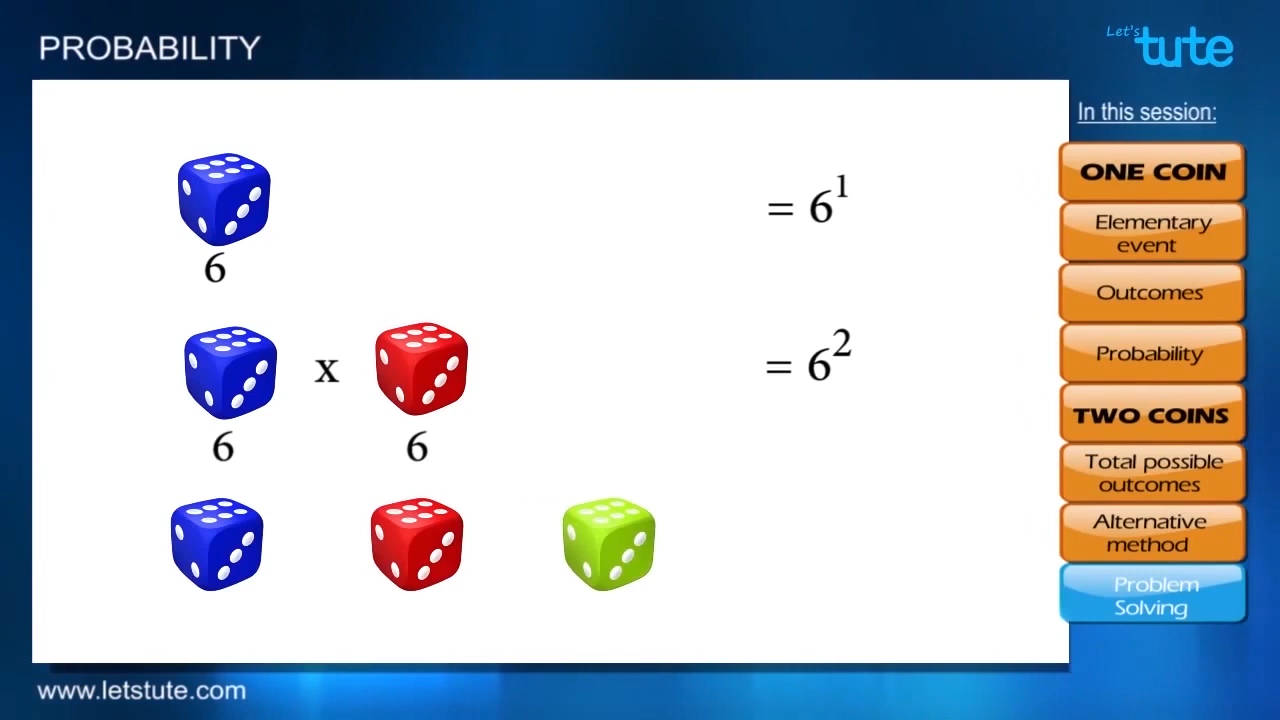 PROBABILITY
Let's
tute
In this session:
ONE COIN
Elementary
event
Outcomes
Probability
TWO COINS
Total possible
outcomes
Alternative
method
Problem
Solving
= 6¹
6
x
= 6²
6 6
www.letstute.com